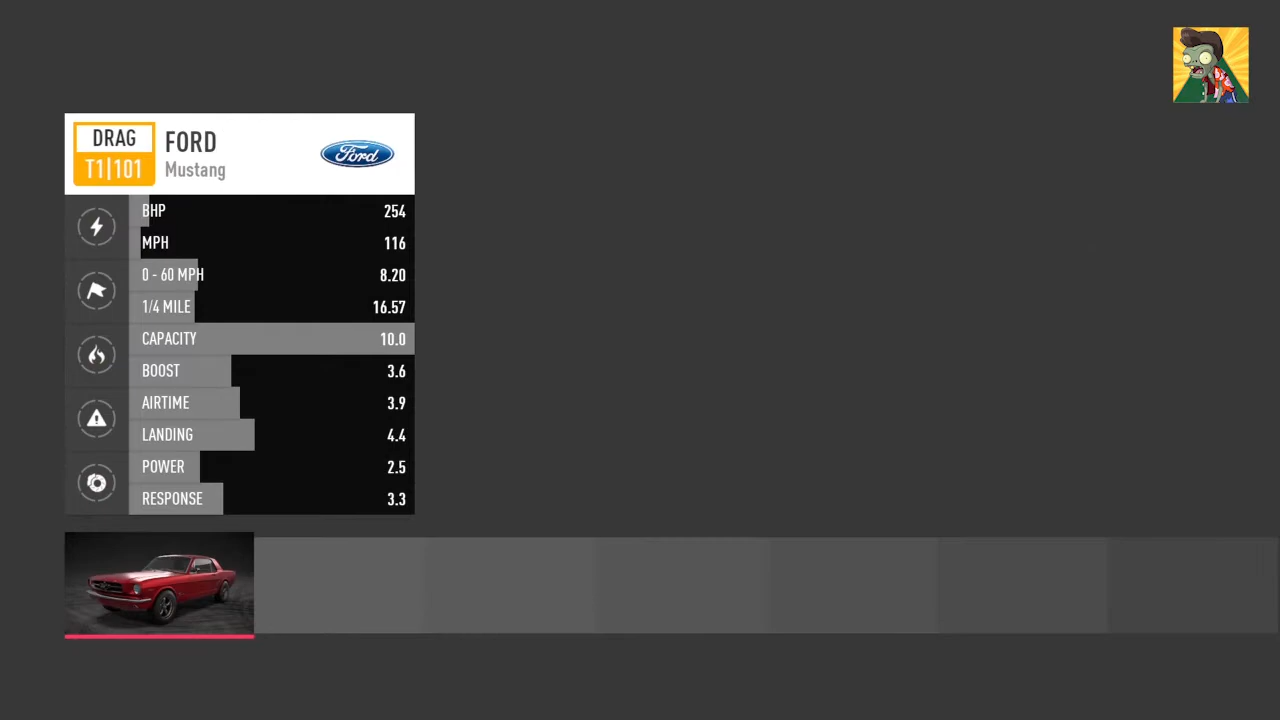 DRAG
T1|101
FORD
Mustang
Ford
BHP 254
MPH 116
0 - 60 MPH 8.20
1/4 MILE 16.57
CAPACITY 10.0
BOOST 3.6
AIRTIME 3.9
LANDING 4.4
POWER 2.5
RESPONSE 3.3